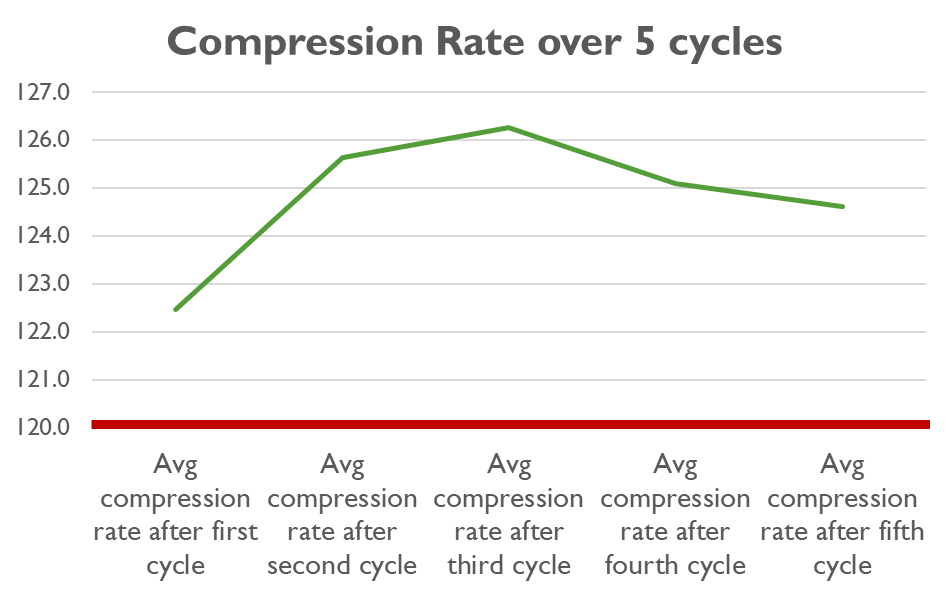 Compression Rate over 5 cycles
127.0
126.0
125.0
124.0
123.0
122.0
121.0
120.0
Avg
compression
rate after first
cycle
Avg
compression
rate after
second cycle
Avg
compression
rate after
third cycle
Avg
compression
rate after
fourth cycle
Avg
compression
rate after fifth
cycle